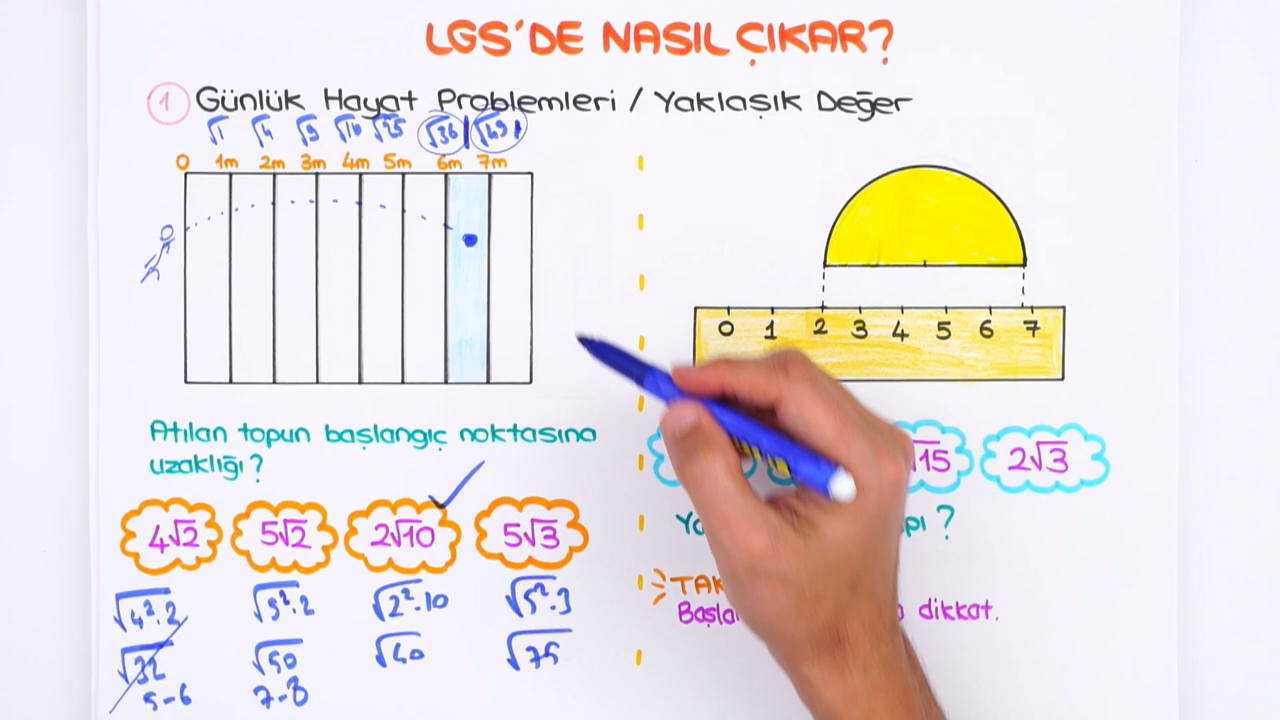 LGS'DE NASIL ÇIKAR?
1 Günlük Hayat Problemleri / Yaklaşık Değer
√1 √4 √9 √16 √25 √36 √49
0 1m 2m 3m 4m 5m 6m 7m
0 1 2 3 4 5 6 7
Atılan topun başlangıç noktasına
uzaklığı?
4√2 5√2 2√10 5√3
√4².2 √5².2 √2².10 √5².3
√32 √50 √40 √75
5-6 7-8
√15 2√3
?
Başla dikkat.